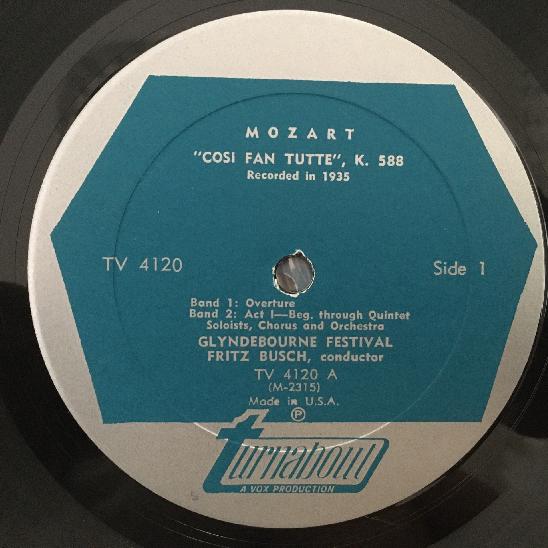 MOZART
"COSI FAN TUTTE", K. 588
Recorded in 1935
TV 4120
Side 1
Band 1: Overture
Band 2: Act I—Beg. through Quintet
Soloists, Chorus and Orchestra
GLYNDEBOURNE FESTIVAL
FRITZ BUSCH, conductor
TV 4120 A
(M-2315)
Made in U.S.A.
℗
turnabout
A VOX PRODUCTION